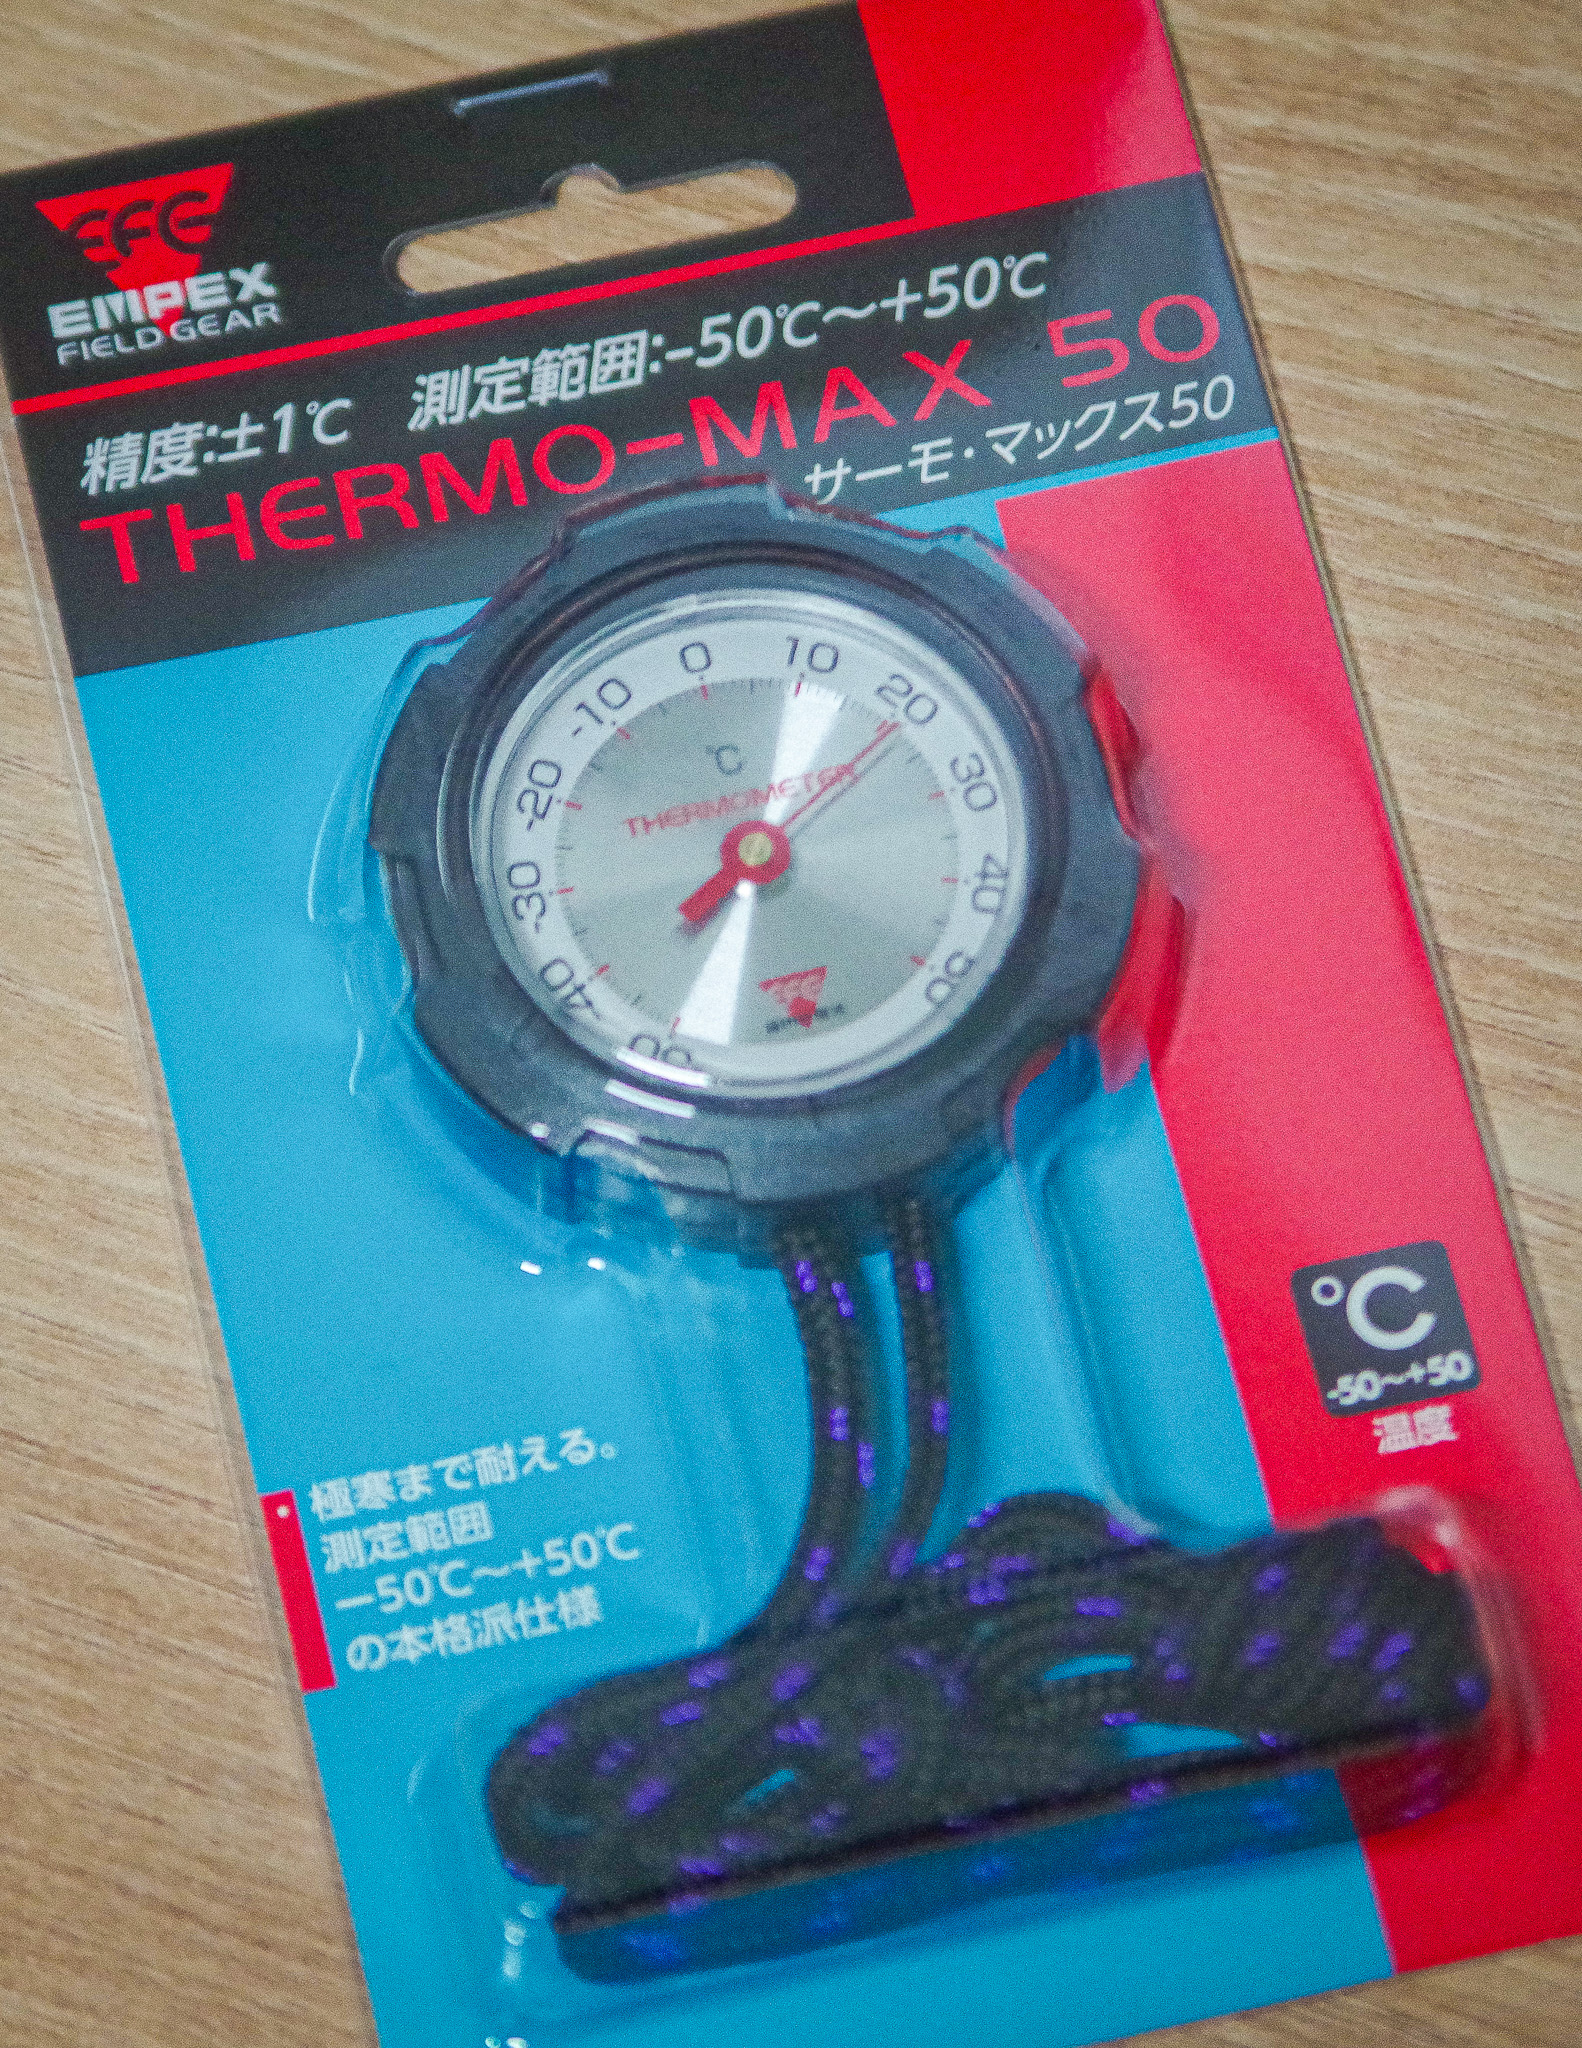 EFG
EMPEX
FIELD GEAR
精度:±1℃ 測定範囲:-50℃～+50℃
THERMO-MAX 50
サーモ・マックス50
-50
-40
-30
-20
-10
0
10
20
30
40
50
℃
THERMOMETER
EFG
℃
-50～+50
温度
極寒まで耐える。
測定範囲
－50℃～+50℃
の本格派仕様